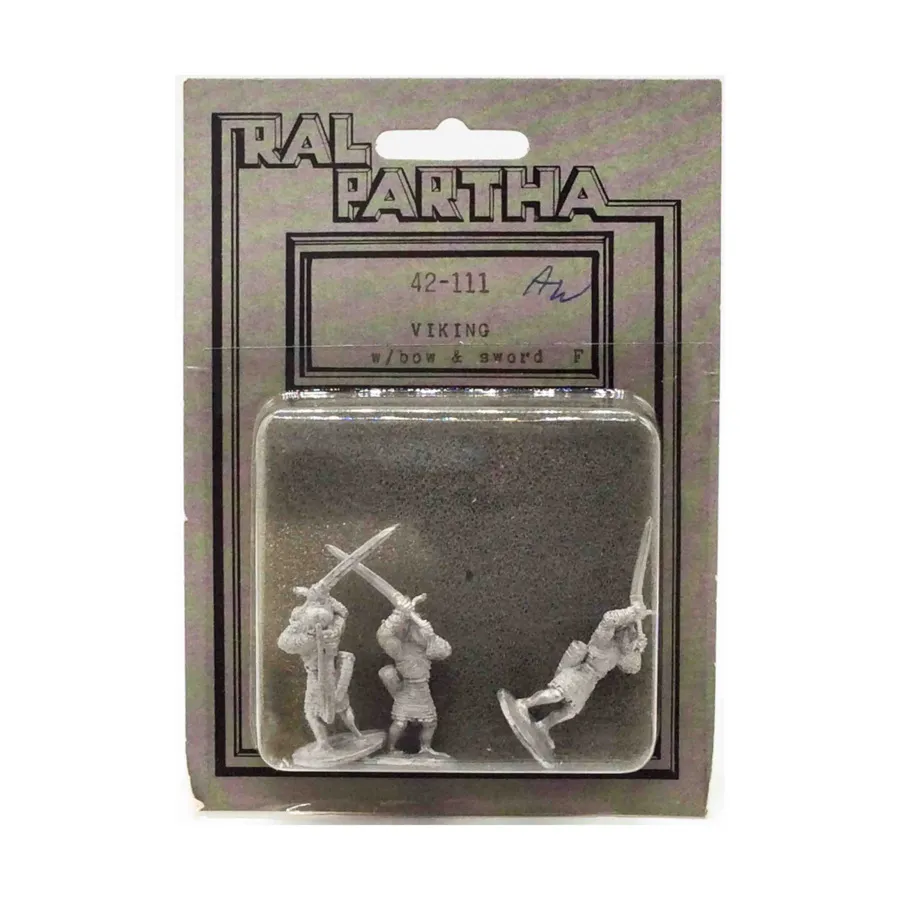 RAL
PARTHA
42-111 AW
VIKING
w/bow & sword F